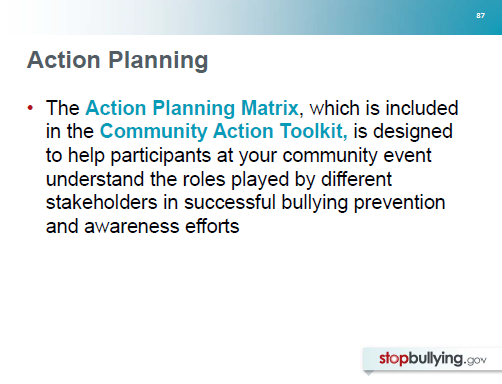 87
Action Planning
• The Action Planning Matrix, which is included
in the Community Action Toolkit, is designed
to help participants at your community event
understand the roles played by different
stakeholders in successful bullying prevention
and awareness efforts
stopbullying.gov